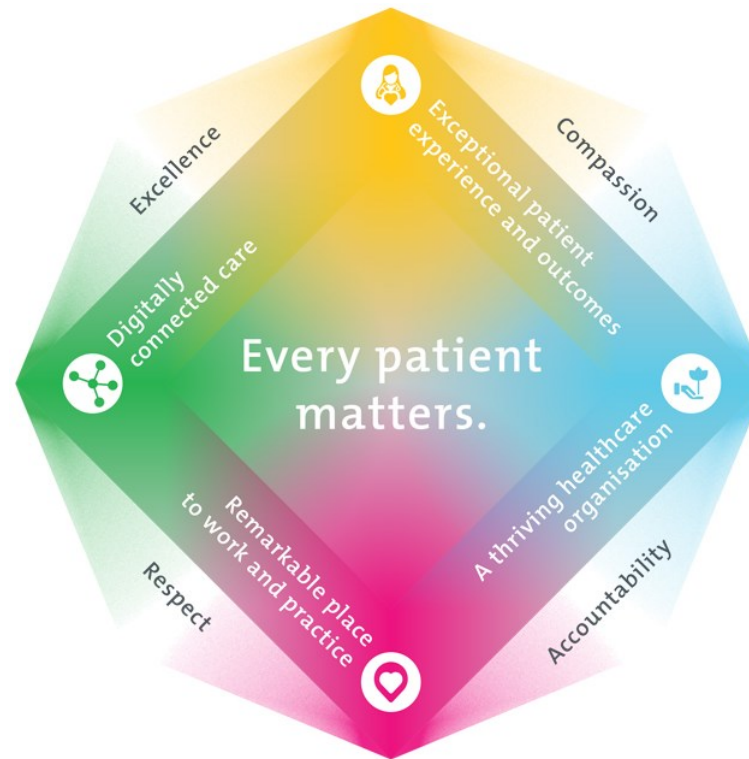 Excellence
Compassion
Exceptional patient
experience and outcomes
Digitally
connected care
Every patient
matters.
A thriving healthcare
organisation
Remarkable place
to work and practice
Respect
Accountability